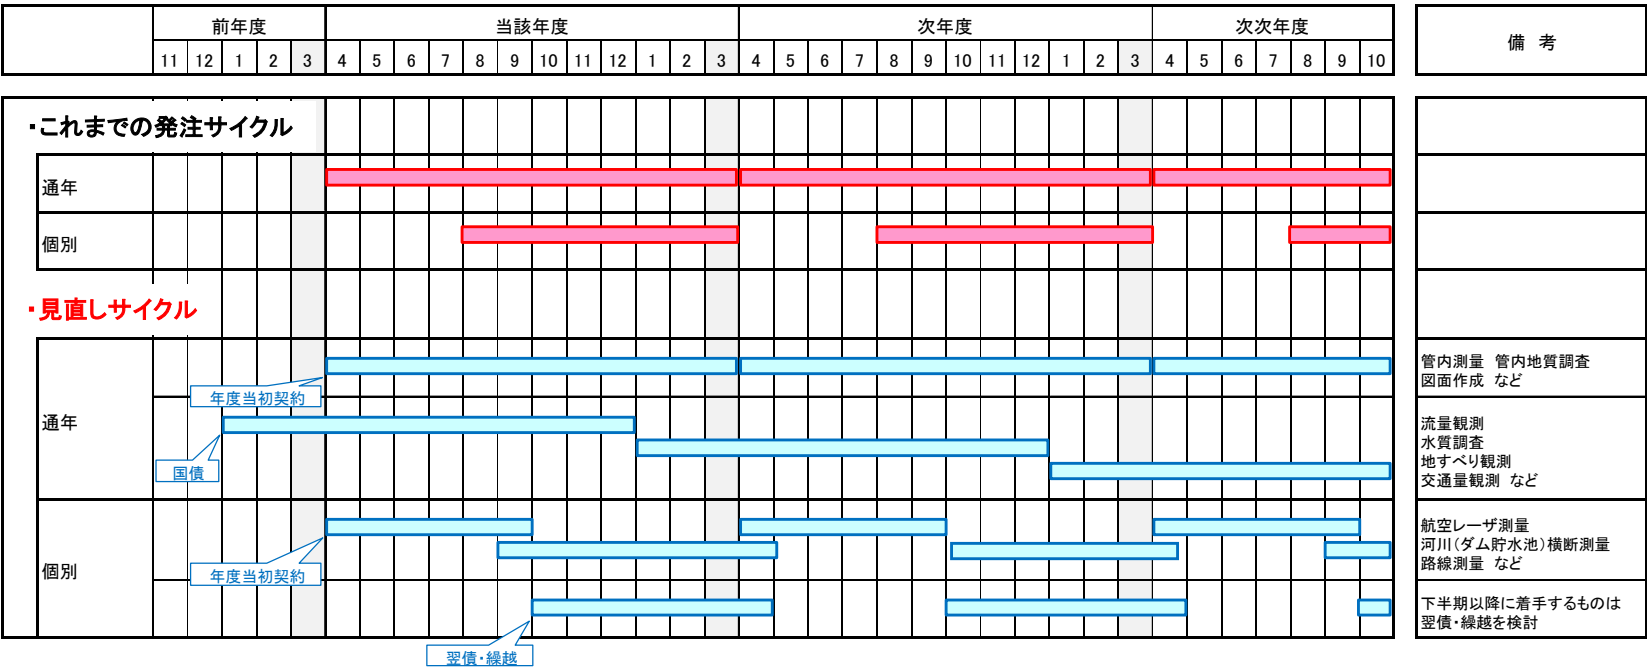 前年度 当該年度 次年度 次次年度 備 考
11 12 1 2 3 4 5 6 7 8 9 10 11 12 1 2 3 4 5 6 7 8 9 10 11 12 1 2 3 4 5 6 7 8 9 10
・これまでの発注サイクル
通年
個別
・見直しサイクル
通年
年度当初契約
国債
管内測量 管内地質調査
図面作成 など
流量観測
水質調査
地すべり観測
交通量観測 など
個別
年度当初契約
翌債・繰越
航空レーザ測量
河川(ダム貯水池)横断測量
路線測量 など
下半期以降に着手するものは
翌債・繰越を検討